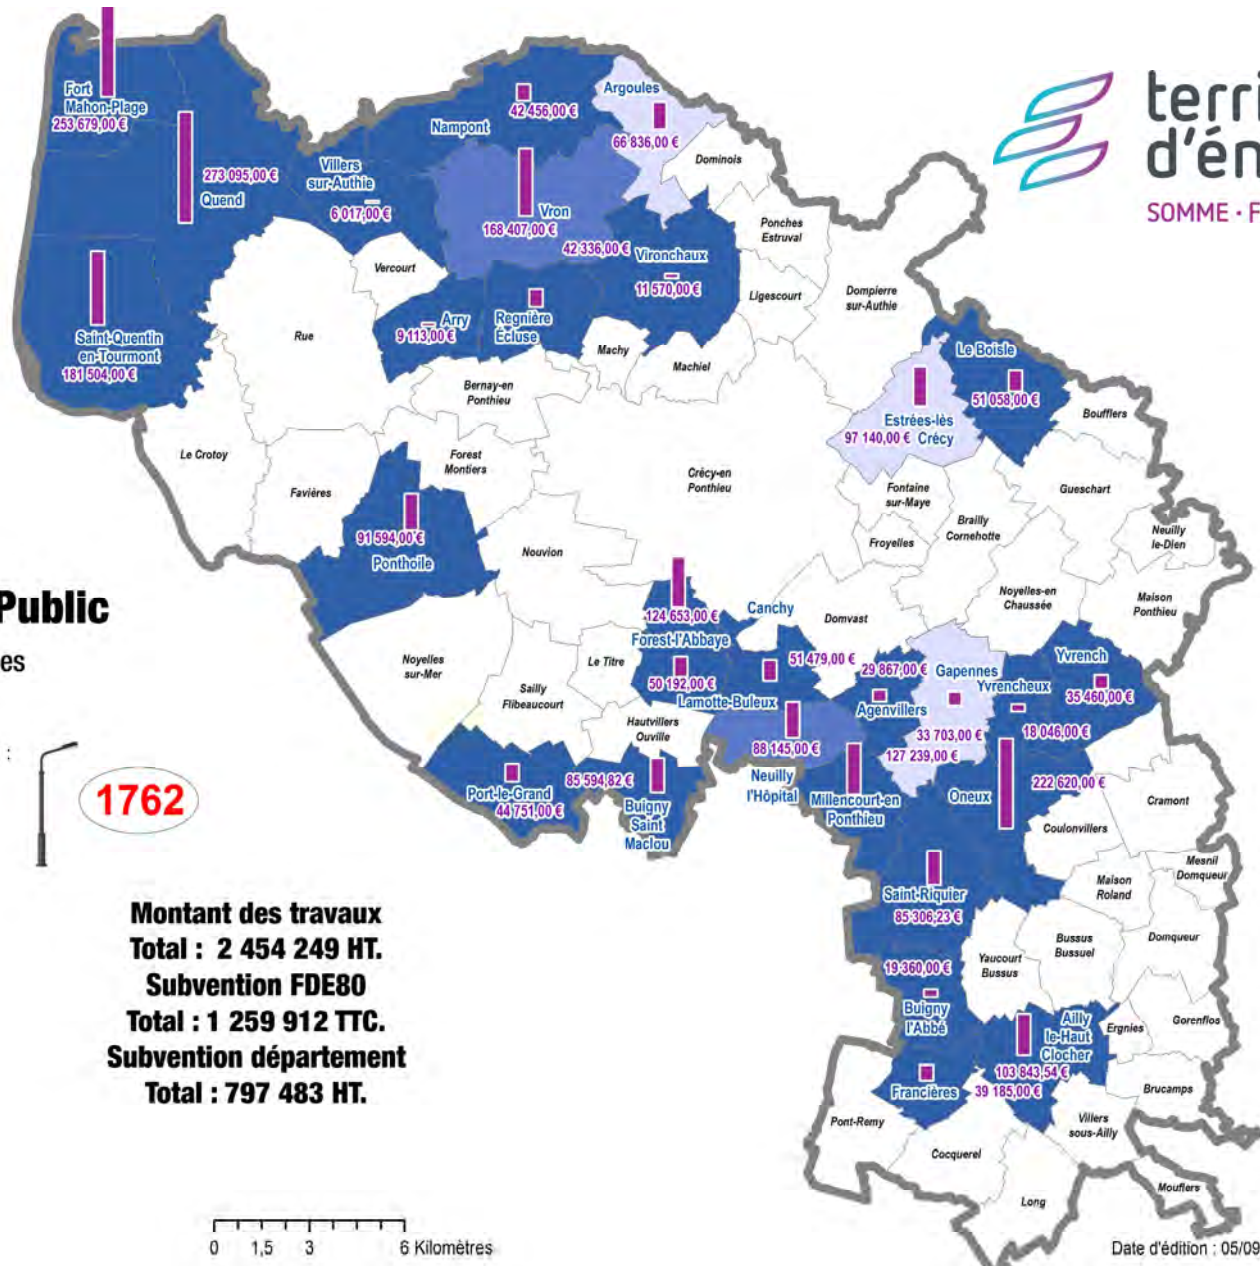 Fort
Mahon-Plage
253 679,00 €
273 095,00 €
Quend
Saint-Quentin
en-Tourmont
181 504,00 €
Villers
sur-Authie
6 017,00 €
Nampont
42 456,00 €
Argoules
66 836,00 €
Dominois
Vron
168 407,00 €
42 336,00 €
Vironchaux
11 570,00 €
Ponches
Estruval
Ligescourt
Dompierre
sur-Authie
Vercourt
Rue
Arry
9 113,00 €
Regnière
Écluse
Machy
Machiel
Bernay-en
Ponthieu
Le Boisle
51 058,00 €
Estrées-lès
Crécy
97 140,00 €
Boufflers
Le Crotoy
Favières
Forest
Montiers
Crécy-en
Ponthieu
Fontaine
sur-Maye
Gueschart
Brailly
Cornehotte
Neuilly
le-Dien
Froyelles
91 594,00 €
Ponthoile
Nouvion
Noyelles-en
Chaussée
Maison
Ponthieu
124 653,00 €
Canchy
Domvast
Forest-l'Abbaye
51 479,00 €
29 867,00 €
Gapennes
Yvrench
Yvrencheux
35 460,00 €
Noyelles
sur-Mer
Le Titre
50 192,00 €
Lamotte-Buleux
Agenvillers
Sailly
Flibeaucourt
Hautvillers
Ouville
33 703,00 €
18 046,00 €
88 145,00 €
127 239,00 €
Neuilly
l'Hôpital
Port-le-Grand
44 751,00 €
85 594,82 €
Buigny
Saint
Maclou
Millencourt-en
Ponthieu
Oneux
222 620,00 €
Cramont
Coulonvillers
Maison
Roland
Mesnil
Domqueur
Saint-Riquier
85 306,23 €
Domqueur
Bussus
Bussuel
Yaucourt
Bussus
19 360,00 €
Buigny
l'Abbé
Ailly
le-Haut
Clocher
103 843,54 €
39 185,00 €
Ergnies
Gorenflos
Francières
Brucamps
Pont-Remy
Villers
sous-Ailly
Cocquerel
Long
Mouflers
terri
d'én
SOMME · F
Public
es
:
1762
Montant des travaux
Total : 2 454 249 HT.
Subvention FDE80
Total : 1 259 912 TTC.
Subvention département
Total : 797 483 HT.
0 1,5 3 6 Kilomètres
Date d'édition : 05/09